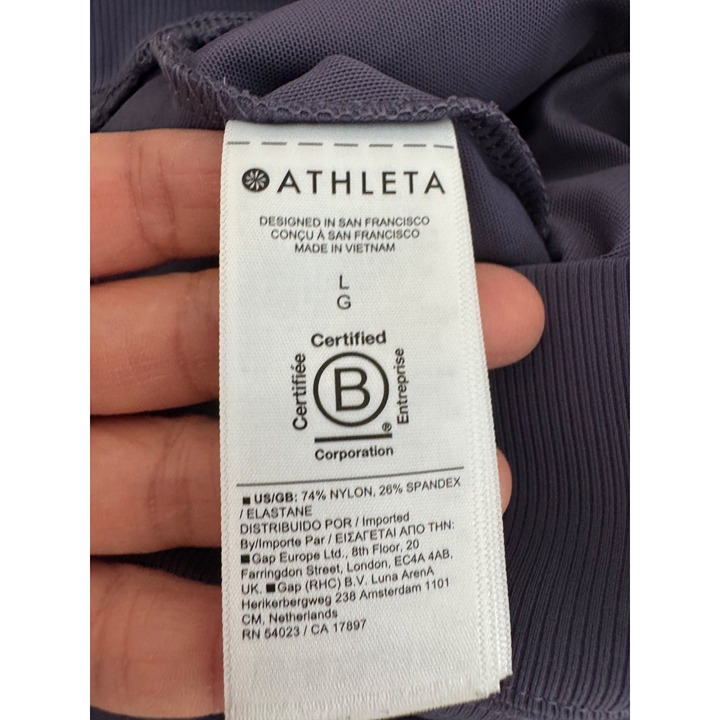 ATHLETA
DESIGNED IN SAN FRANCISCO
CONÇU À SAN FRANCISCO
MADE IN VIETNAM
L
G
Certified
Certifiée
B
Entreprise
®
Corporation
■ US/GB: 74% NYLON, 26% SPANDEX
/ ELASTANE
DISTRIBUIDO POR / Imported
By/Importe Par / ΕΙΣΑΓΕΤΑΙ ΑΠΟ ΤΗΝ:
■Gap Europe Ltd., 8th Floor, 20
Farringdon Street, London, EC4A 4AB,
UK. ■Gap (RHC) B.V. Luna ArenA
Herikerbergweg 238 Amsterdam 1101
CM, Netherlands
RN 54023 / CA 17897